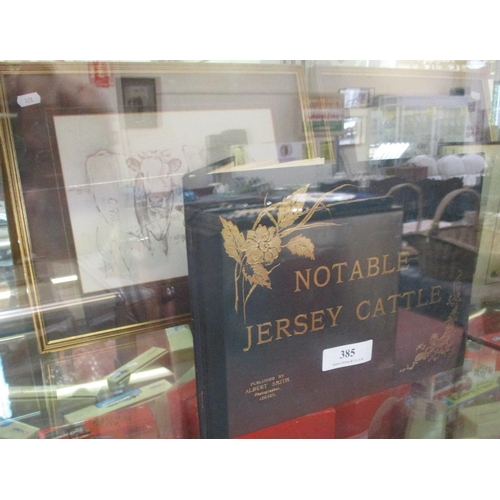 NOTABLE
JERSEY CATTLE
385
PUBLISHED BY
ALBERT SMITH